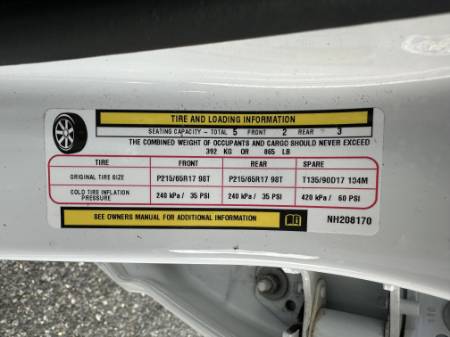 TIRE AND LOADING INFORMATION
SEATING CAPACITY - TOTAL 5 FRONT 2 REAR 3
THE COMBINED WEIGHT OF OCCUPANTS AND CARGO SHOULD NEVER EXCEED
392 KG OR 865 LB
TIRE FRONT REAR SPARE
ORIGINAL TIRE SIZE P215/65R17 98T P215/65R17 98T T135/90D17 104M
COLD TIRE INFLATION PRESSURE 240 kPa / 35 PSI 240 kPa / 35 PSI 420 kPa / 60 PSI
SEE OWNERS MANUAL FOR ADDITIONAL INFORMATION NH208170